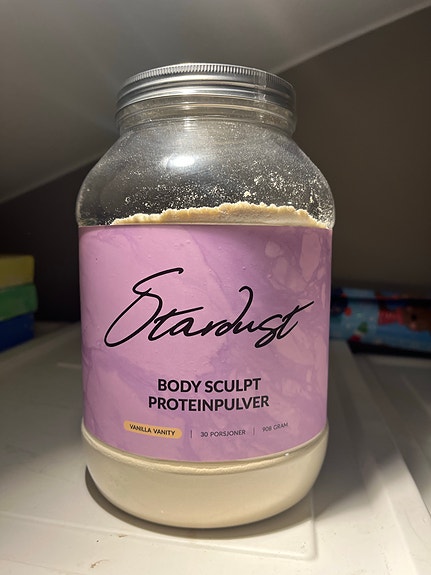 Stardust
BODY SCULPT
PROTEINPULVER
VANILLA VANITY | 30 PORSJONER | 908 GRAM